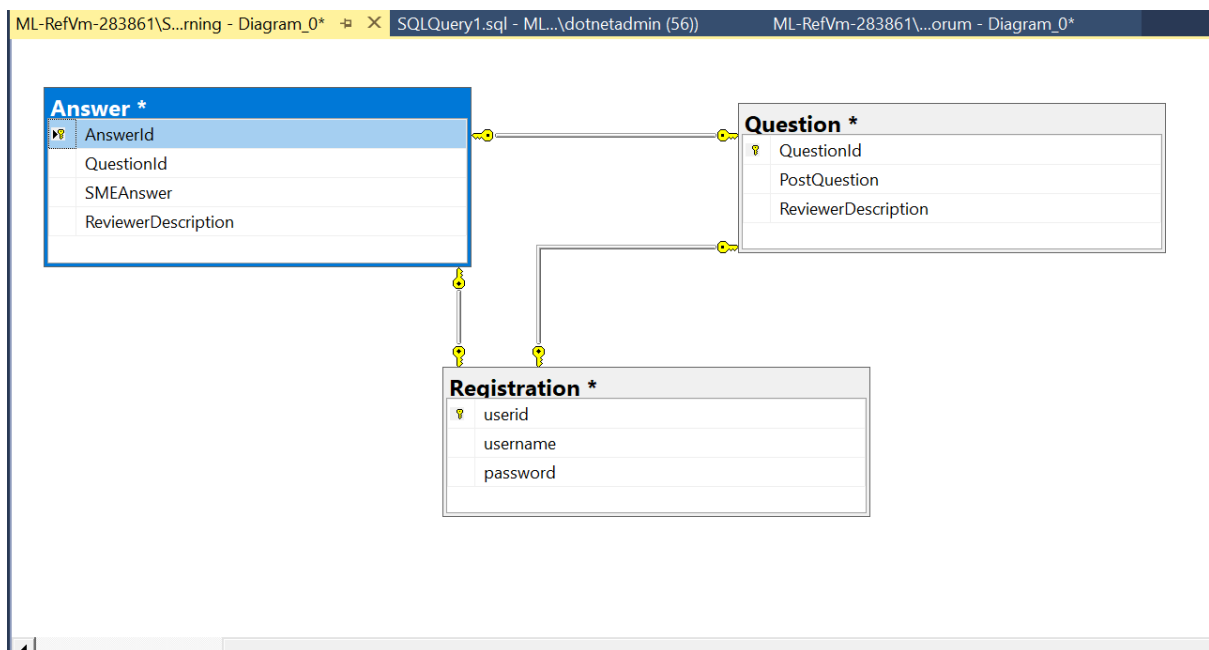 ML-RefVm-283861\S...rning - Diagram_0* SQLQuery1.sql - ML...\dotnetadmin (56)) ML-RefVm-283861\...orum - Diagram_0*
Answer *
AnswerId
QuestionId
SMEAnswer
ReviewerDescription
Question *
QuestionId
PostQuestion
ReviewerDescription
Registration *
userid
username
password